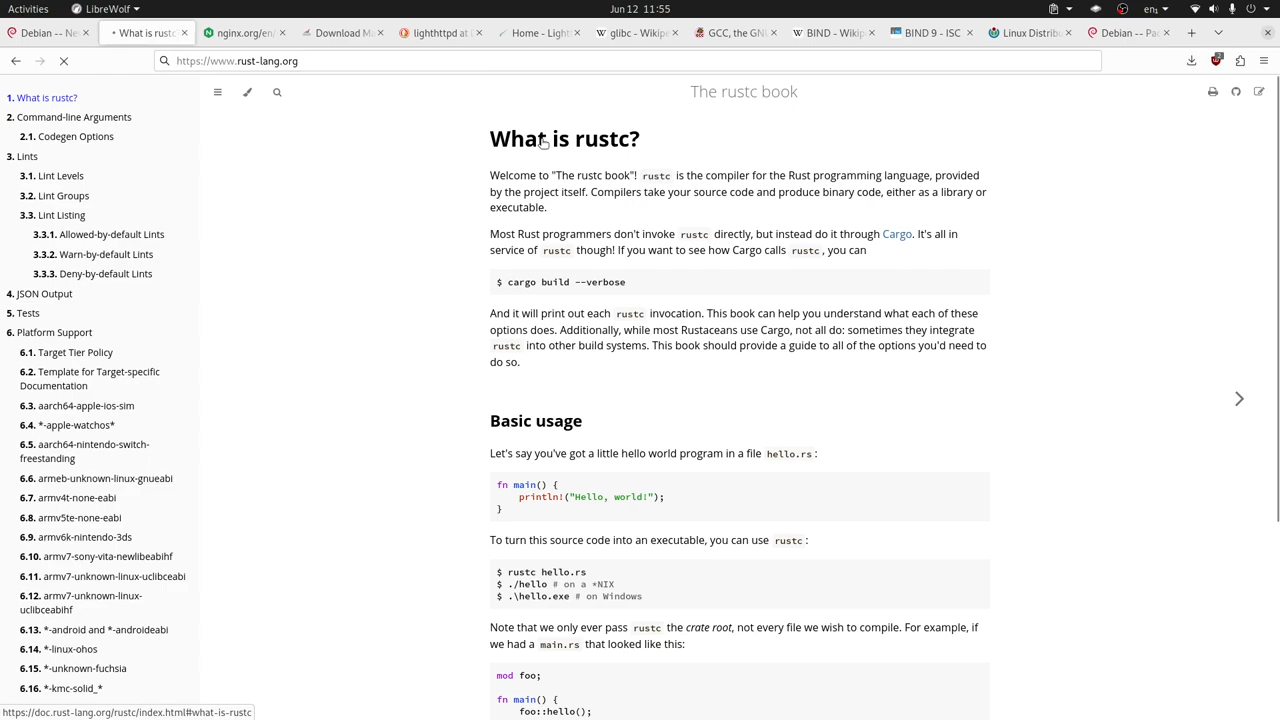 Activities
LibreWolf
Jun 12 11:55
en1
Debian -- Ne
What is rustc
nginx.org/en/
Download Ma
lighthttpd at
Home - Light
glibc - Wikipe
GCC, the GNU
BIND - Wikip
BIND 9 - ISC
Linux Distribu
Debian -- Pac
https://www.rust-lang.org
2
1. What is rustc?
2. Command-line Arguments
2.1. Codegen Options
3. Lints
3.1. Lint Levels
3.2. Lint Groups
3.3. Lint Listing
3.3.1. Allowed-by-default Lints
3.3.2. Warn-by-default Lints
3.3.3. Deny-by-default Lints
4. JSON Output
5. Tests
6. Platform Support
6.1. Target Tier Policy
6.2. Template for Target-specific
Documentation
6.3. aarch64-apple-ios-sim
6.4. *-apple-watchos*
6.5. aarch64-nintendo-switch-
freestanding
6.6. armeb-unknown-linux-gnueabi
6.7. armv4t-none-eabi
6.8. armv5te-none-eabi
6.9. armv6k-nintendo-3ds
6.10. armv7-sony-vita-newlibeabihf
6.11. armv7-unknown-linux-uclibceabi
6.12. armv7-unknown-linux-
uclibceabihf
6.13. *-android and *-androideabi
6.14. *-linux-ohos
6.15. *-unknown-fuchsia
6.16. *-kmc-solid_*
https://doc.rust-lang.org/rustc/index.html#what-is-rustc
The rustc book
What is rustc?
Welcome to "The rustc book"! rustc is the compiler for the Rust programming language, provided
by the project itself. Compilers take your source code and produce binary code, either as a library or
executable.
Most Rust programmers don't invoke rustc directly, but instead do it through Cargo. It's all in
service of rustc though! If you want to see how Cargo calls rustc, you can
$ cargo build --verbose
And it will print out each rustc invocation. This book can help you understand what each of these
options does. Additionally, while most Rustaceans use Cargo, not all do: sometimes they integrate
rustc into other build systems. This book should provide a guide to all of the options you'd need to
do so.
Basic usage
Let's say you've got a little hello world program in a file hello.rs:
fn main() {
println!("Hello, world!");
}
To turn this source code into an executable, you can use rustc:
$ rustc hello.rs
$ ./hello # on a *NIX
$ .\hello.exe # on Windows
Note that we only ever pass rustc the crate root, not every file we wish to compile. For example, if
we had a main.rs that looked like this:
mod foo;
fn main() {
foo::hello();